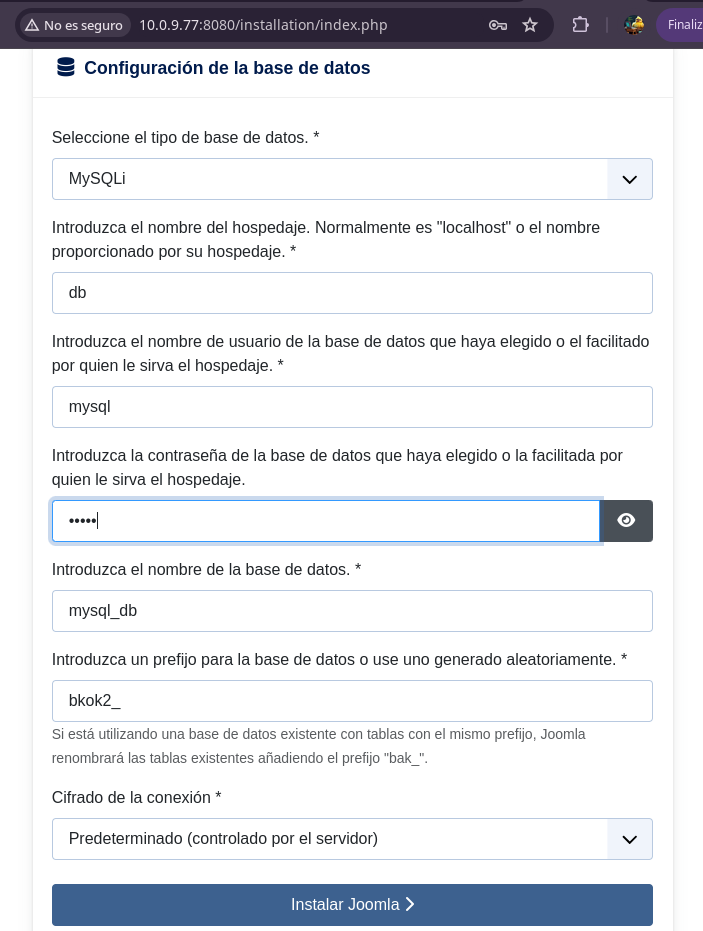 No es seguro
10.0.9.77:8080/installation/index.php
Finaliz
Configuración de la base de datos
Seleccione el tipo de base de datos. *
MySQLi
Introduzca el nombre del hospedaje. Normalmente es "localhost" o el nombre
proporcionado por su hospedaje. *
db
Introduzca el nombre de usuario de la base de datos que haya elegido o el facilitado
por quien le sirva el hospedaje. *
mysql
Introduzca la contraseña de la base de datos que haya elegido o la facilitada por
quien le sirva el hospedaje.
•••••
Introduzca el nombre de la base de datos. *
mysql_db
Introduzca un prefijo para la base de datos o use uno generado aleatoriamente. *
bkok2_
Si está utilizando una base de datos existente con tablas con el mismo prefijo, Joomla
renombrará las tablas existentes añadiendo el prefijo "bak_".
Cifrado de la conexión *
Predeterminado (controlado por el servidor)
Instalar Joomla